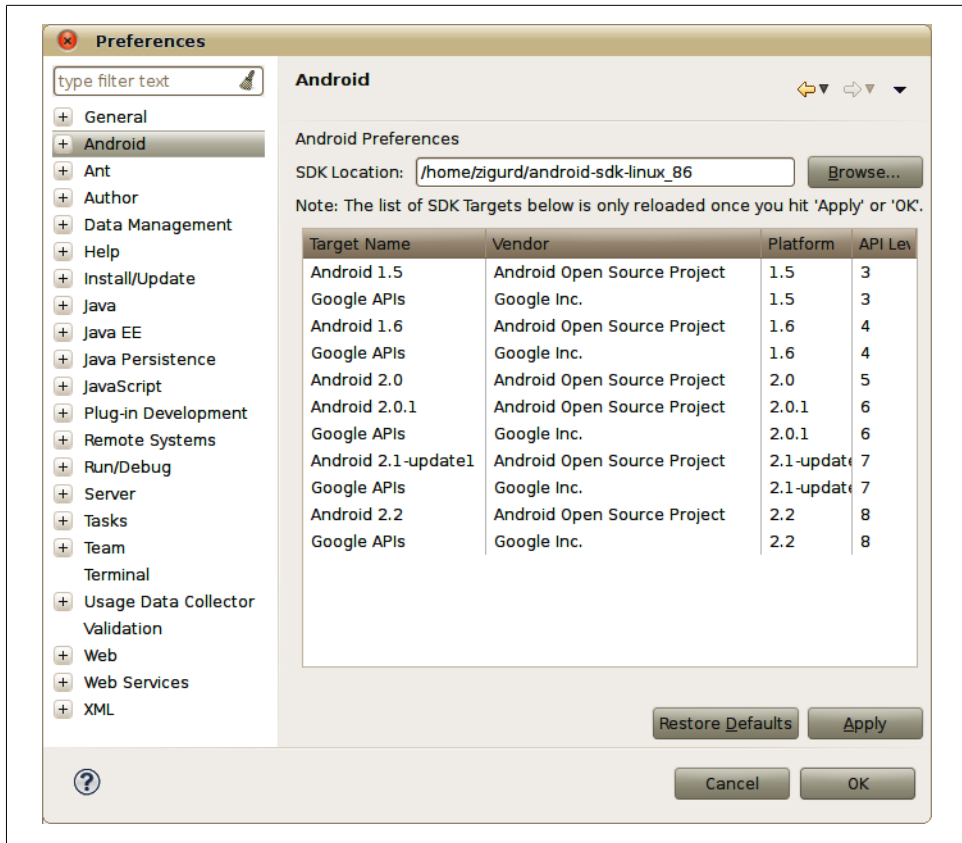 Preferences
type filter text
General
Android
Ant
Author
Data Management
Help
Install/Update
Java
Java EE
Java Persistence
JavaScript
Plug-in Development
Remote Systems
Run/Debug
Server
Tasks
Team
Terminal
Usage Data Collector
Validation
Web
Web Services
XML
Android
Android Preferences
SDK Location: /home/zigurd/android-sdk-linux_86 Browse...
Note: The list of SDK Targets below is only reloaded once you hit 'Apply' or 'OK'.
Target Name Vendor Platform API Lev
Android 1.5 Android Open Source Project 1.5 3
Google APIs Google Inc. 1.5 3
Android 1.6 Android Open Source Project 1.6 4
Google APIs Google Inc. 1.6 4
Android 2.0 Android Open Source Project 2.0 5
Android 2.0.1 Android Open Source Project 2.0.1 6
Google APIs Google Inc. 2.0.1 6
Android 2.1-update1 Android Open Source Project 2.1-update 7
Google APIs Google Inc. 2.1-update 7
Android 2.2 Android Open Source Project 2.2 8
Google APIs Google Inc. 2.2 8
Restore Defaults Apply
? Cancel OK